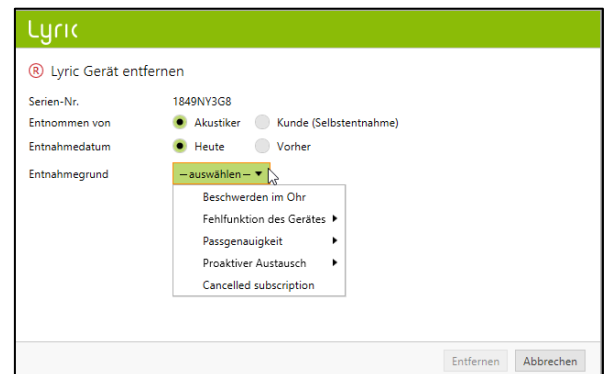 Lyric
® Lyric Gerät entfernen
Serien-Nr. 1849NY3G8
Entnommen von Akustiker Kunde (Selbstentnahme)
Entnahmedatum Heute Vorher
Entnahmegrund —auswählen—
Beschwerden im Ohr
Fehlfunktion des Gerätes
Passgenauigkeit
Proaktiver Austausch
Cancelled subscription
Entfernen Abbrechen